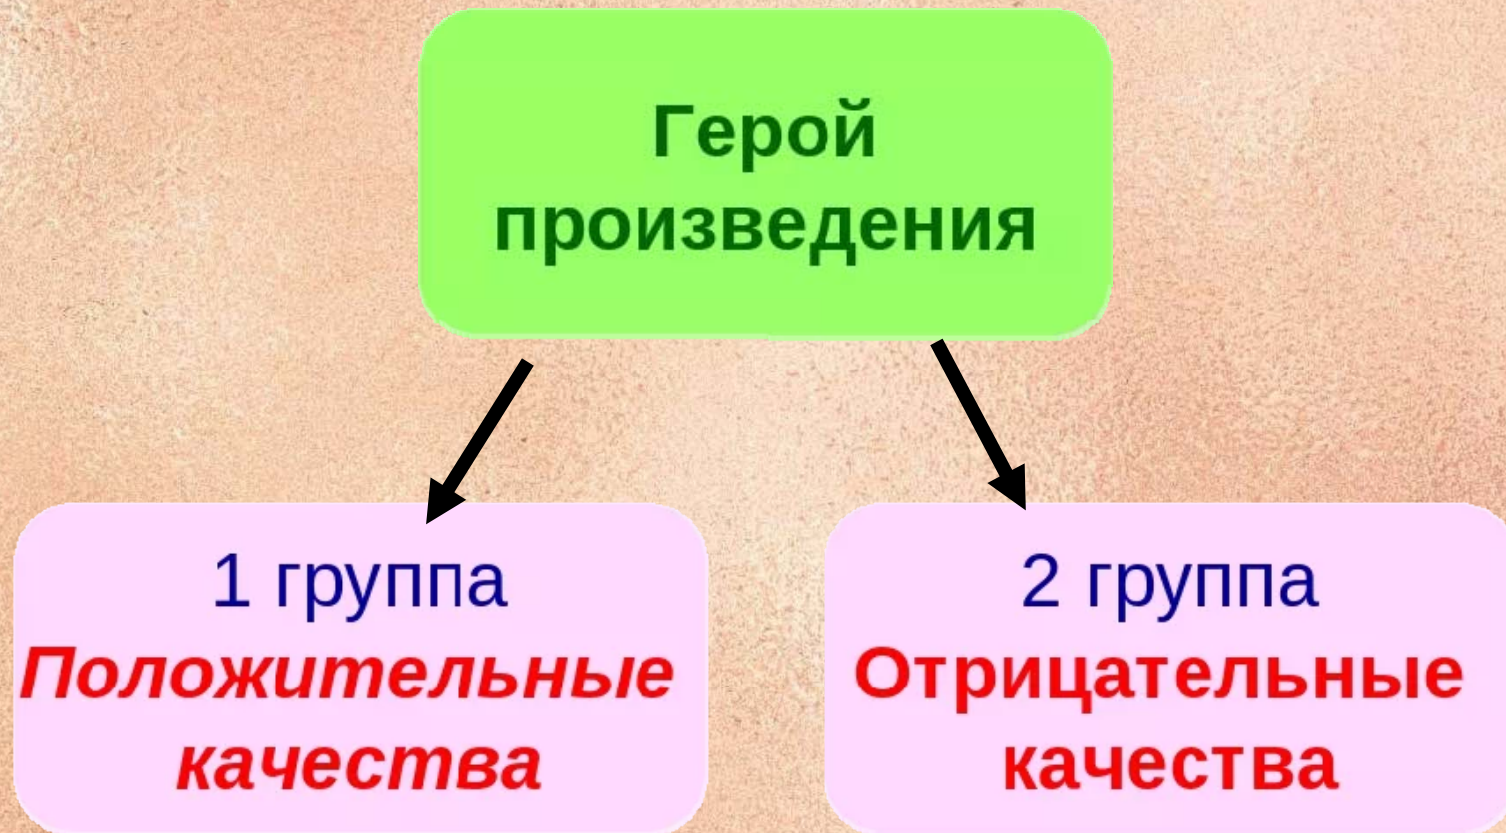 Герой
произведения
1 группа
Положительные
качества
2 группа
Отрицательные
качества